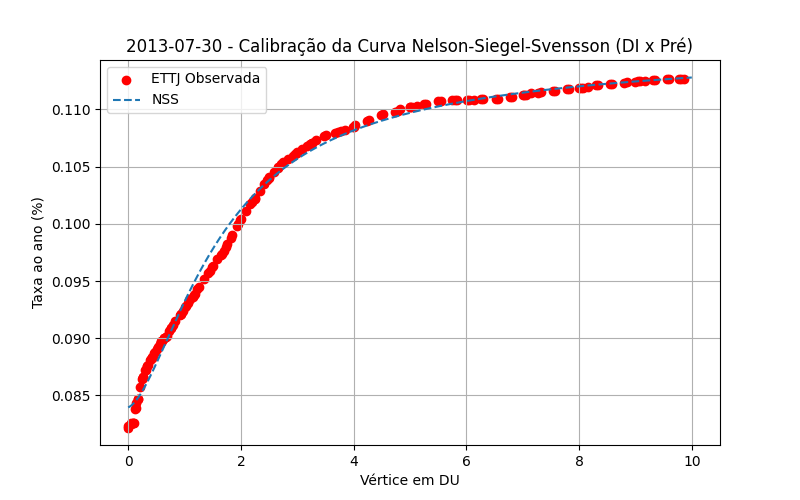 2013-07-30 - Calibração da Curva Nelson-Siegel-Svensson (DI x Pré)
ETTJ Observada
NSS
Taxa ao ano (%)
0.110
0.105
0.100
0.095
0.090
0.085
0 2 4 6 8 10
Vértice em DU